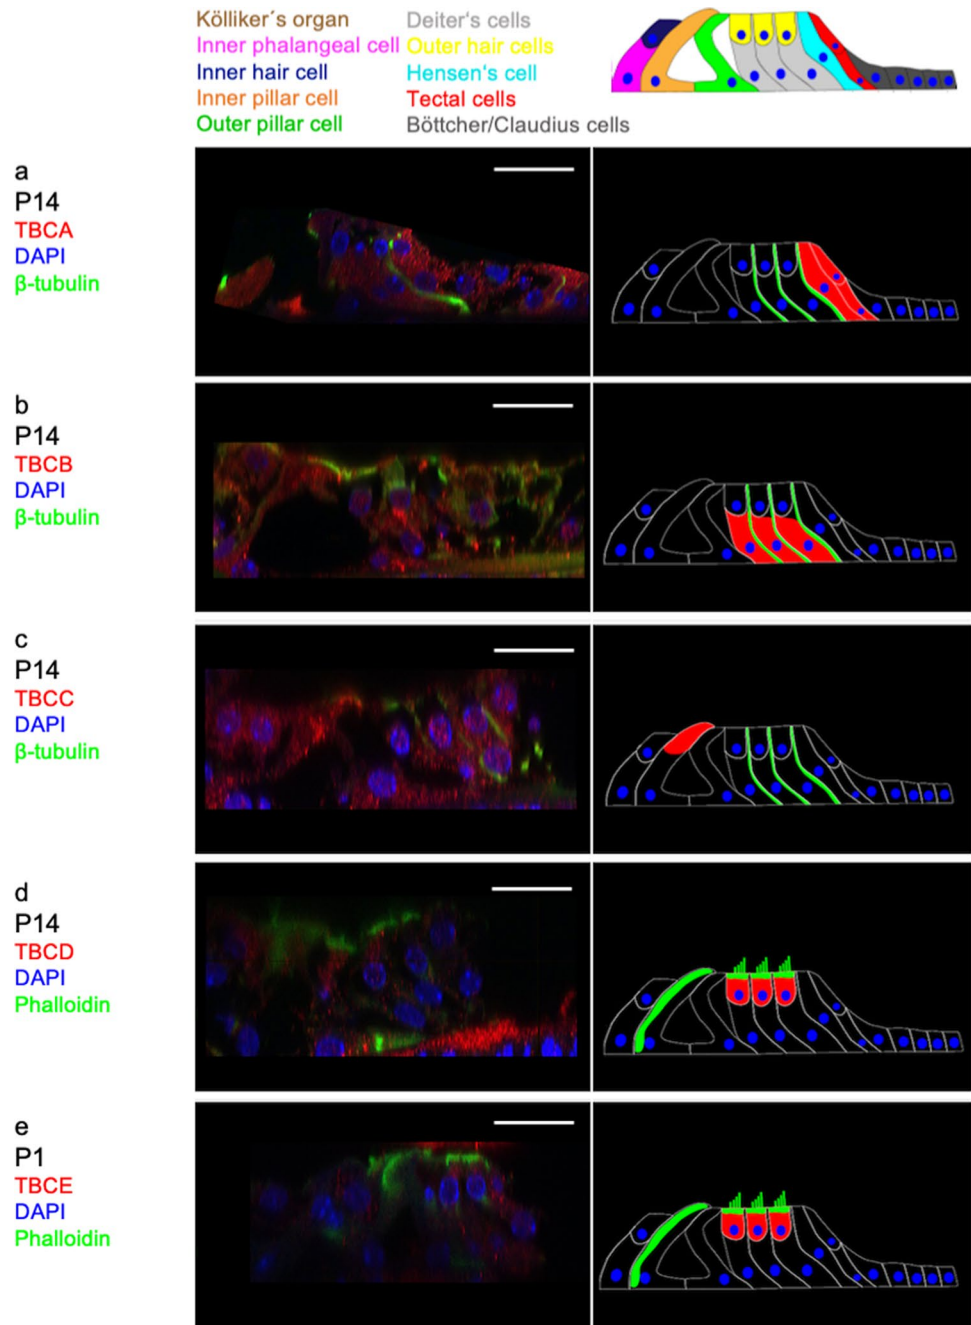 Kölliker´s organ
Deiter's cells
Inner phalangeal cell
Outer hair cells
Inner hair cell
Hensen's cell
Inner pillar cell
Tectal cells
Outer pillar cell
Böttcher/Claudius cells
a
P14
TBCA
DAPI
β-tubulin
b
P14
TBCB
DAPI
β-tubulin
c
P14
TBCC
DAPI
β-tubulin
d
P14
TBCD
DAPI
Phalloidin
e
P1
TBCE
DAPI
Phalloidin